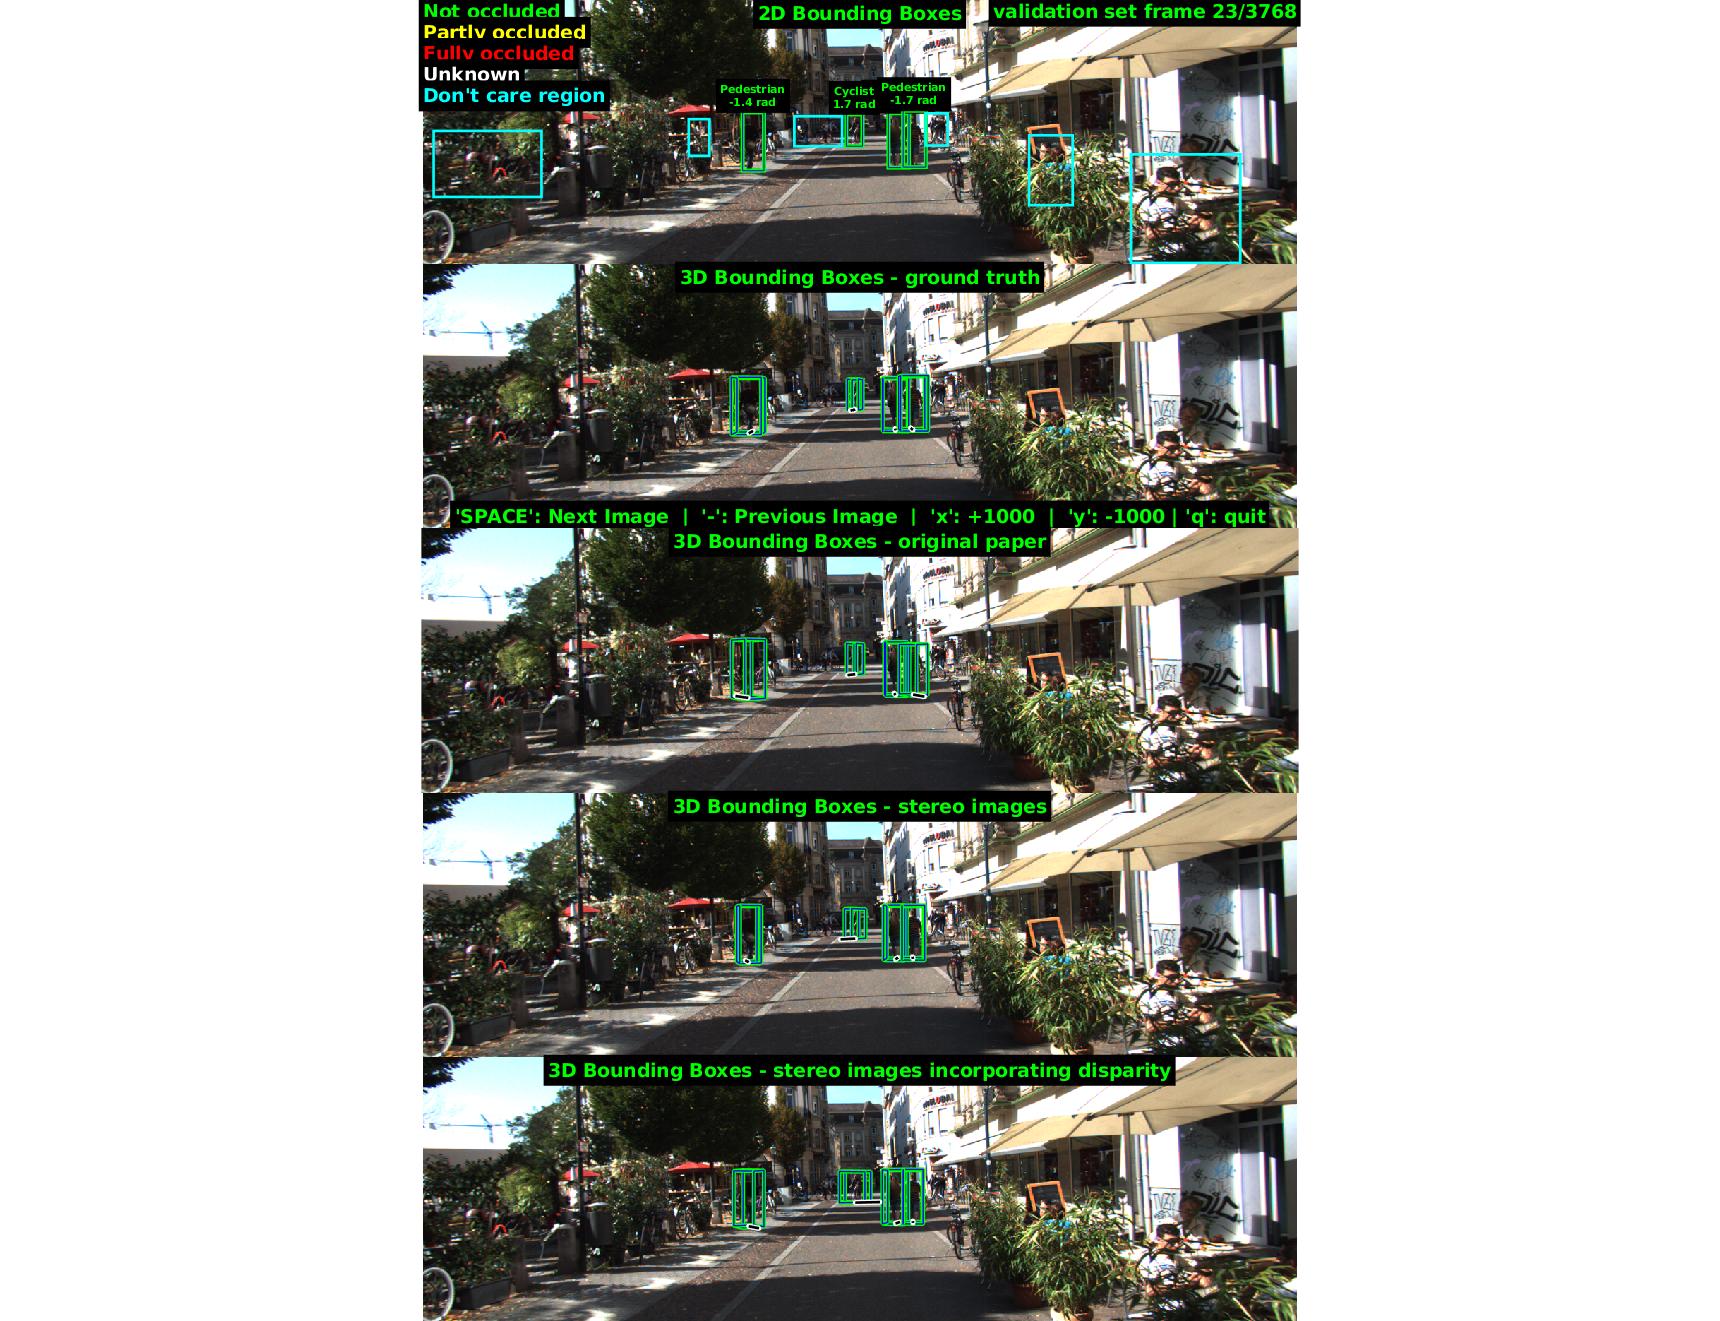 Not occluded
Partly occluded
Fully occluded
Unknown
Don't care region
2D Bounding Boxes
validation set frame 23/3768
Pedestrian
-1.4 rad
Cyclist
1.7 rad
Pedestrian
-1.7 rad
3D Bounding Boxes - ground truth
'SPACE': Next Image | '-': Previous Image | 'x': +1000 | 'y': -1000 | 'q': quit
3D Bounding Boxes - original paper
3D Bounding Boxes - stereo images
3D Bounding Boxes - stereo images incorporating disparity